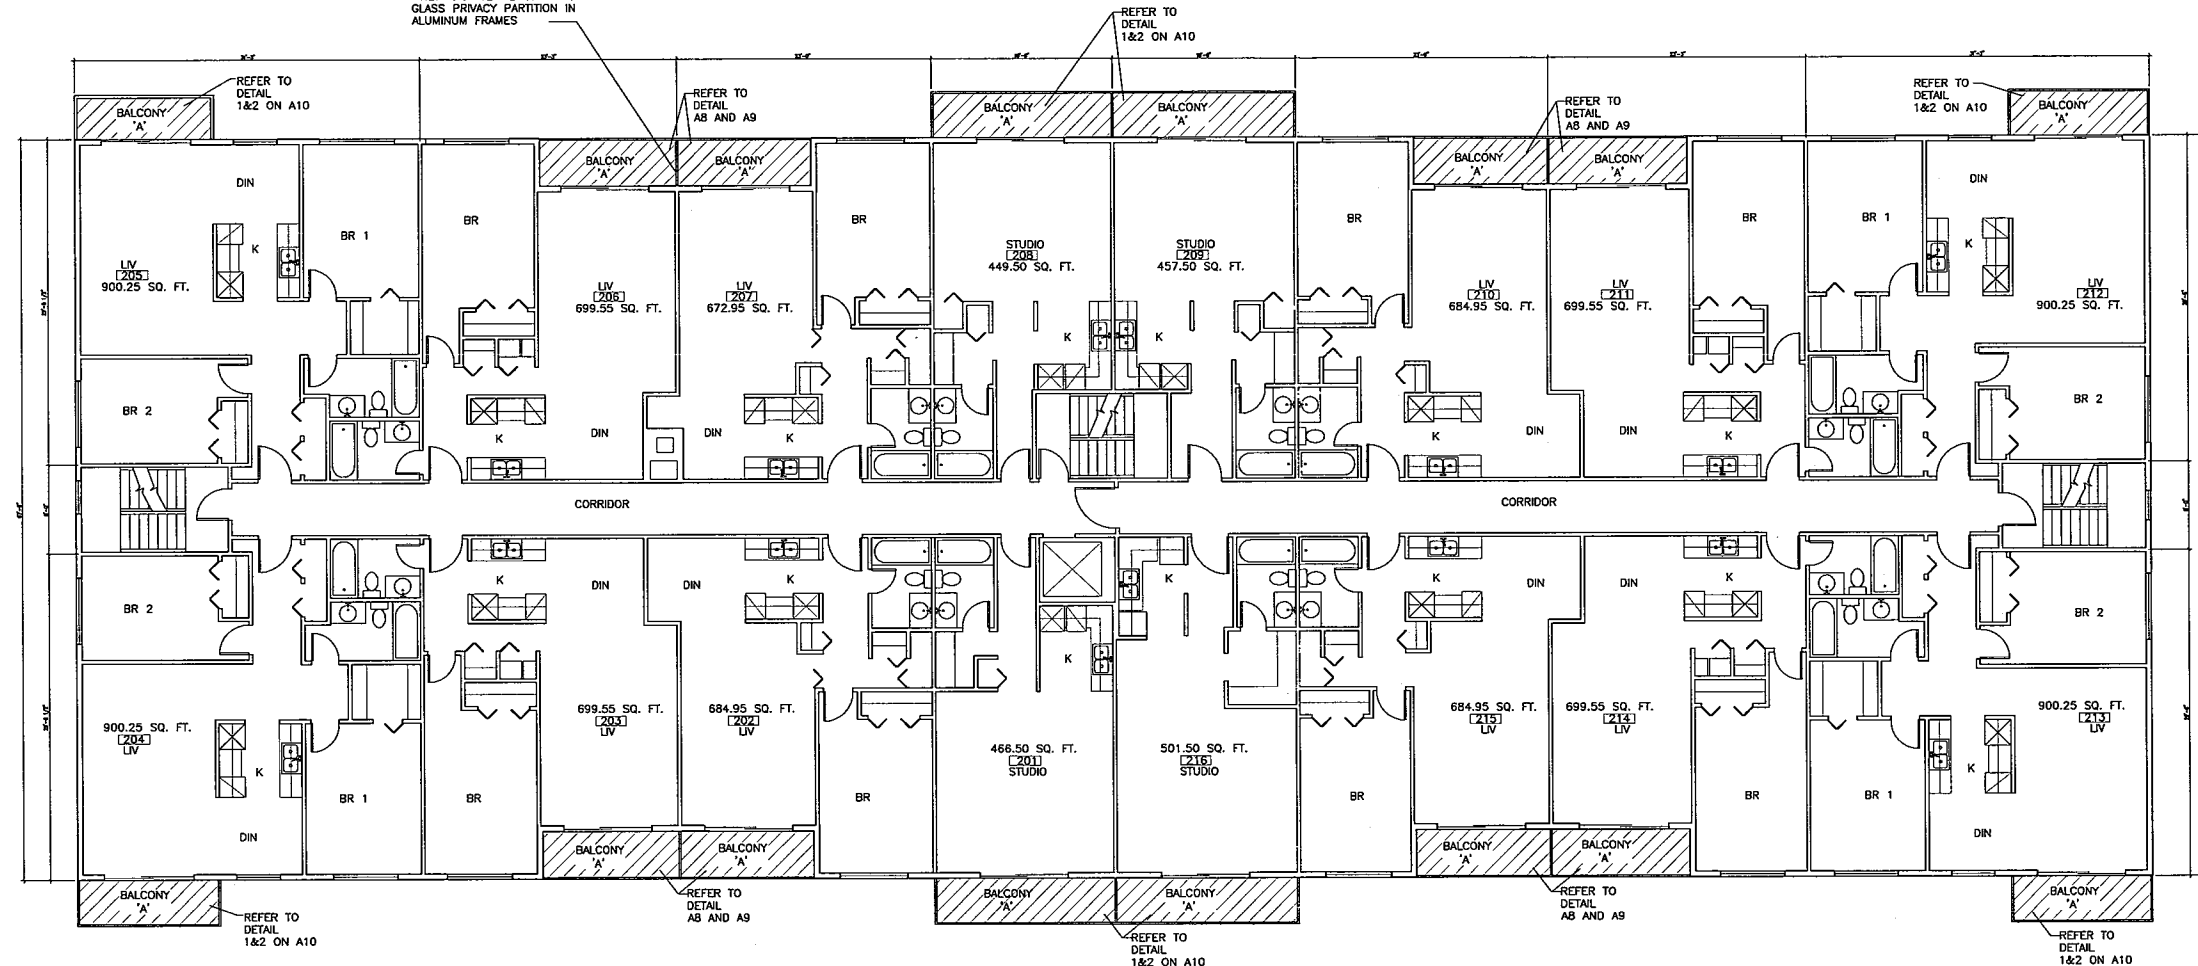 GLASS PRIVACY PARTITION IN
ALUMINUM FRAMES
REFER TO
DETAIL
1&2 ON A10
REFER TO
DETAIL
1&2 ON A10
REFER TO
DETAIL
A8 AND A9
REFER TO
DETAIL
A8 AND A9
REFER TO
DETAIL
1&2 ON A10
BALCONY
'A'
BALCONY
'A'
BALCONY
'A'
BALCONY
'A'
BALCONY
'A'
BALCONY
'A'
BALCONY
'A'
BALCONY
'A'
DIN
BR 1
K
LIV
205
900.25 SQ. FT.
BR 2
BR
LIV
206
699.55 SQ. FT.
K
DIN
LIV
207
672.95 SQ. FT.
DIN
K
BR
STUDIO
208
449.50 SQ. FT.
K
STUDIO
209
457.50 SQ. FT.
K
BR
LIV
210
684.95 SQ. FT.
K
DIN
LIV
211
699.55 SQ. FT.
DIN
K
BR
BR 1
DIN
K
LIV
212
900.25 SQ. FT.
BR 2
CORRIDOR
CORRIDOR
BR 2
900.25 SQ. FT.
204
LIV
K
DIN
BR 1
K
DIN
BR
699.55 SQ. FT.
203
LIV
DIN
K
684.95 SQ. FT.
202
LIV
BR
K
466.50 SQ. FT.
201
STUDIO
K
501.50 SQ. FT.
216
STUDIO
K
DIN
BR
684.95 SQ. FT.
215
LIV
DIN
K
699.55 SQ. FT.
214
LIV
BR
BR 1
BR 2
900.25 SQ. FT.
213
LIV
K
DIN
BALCONY
'A'
BALCONY
'A'
BALCONY
'A'
BALCONY
'A'
BALCONY
'A'
BALCONY
'A'
BALCONY
'A'
BALCONY
'A'
REFER TO
DETAIL
1&2 ON A10
REFER TO
DETAIL
A8 AND A9
REFER TO
DETAIL
1&2 ON A10
REFER TO
DETAIL
A8 AND A9
REFER TO
DETAIL
1&2 ON A10